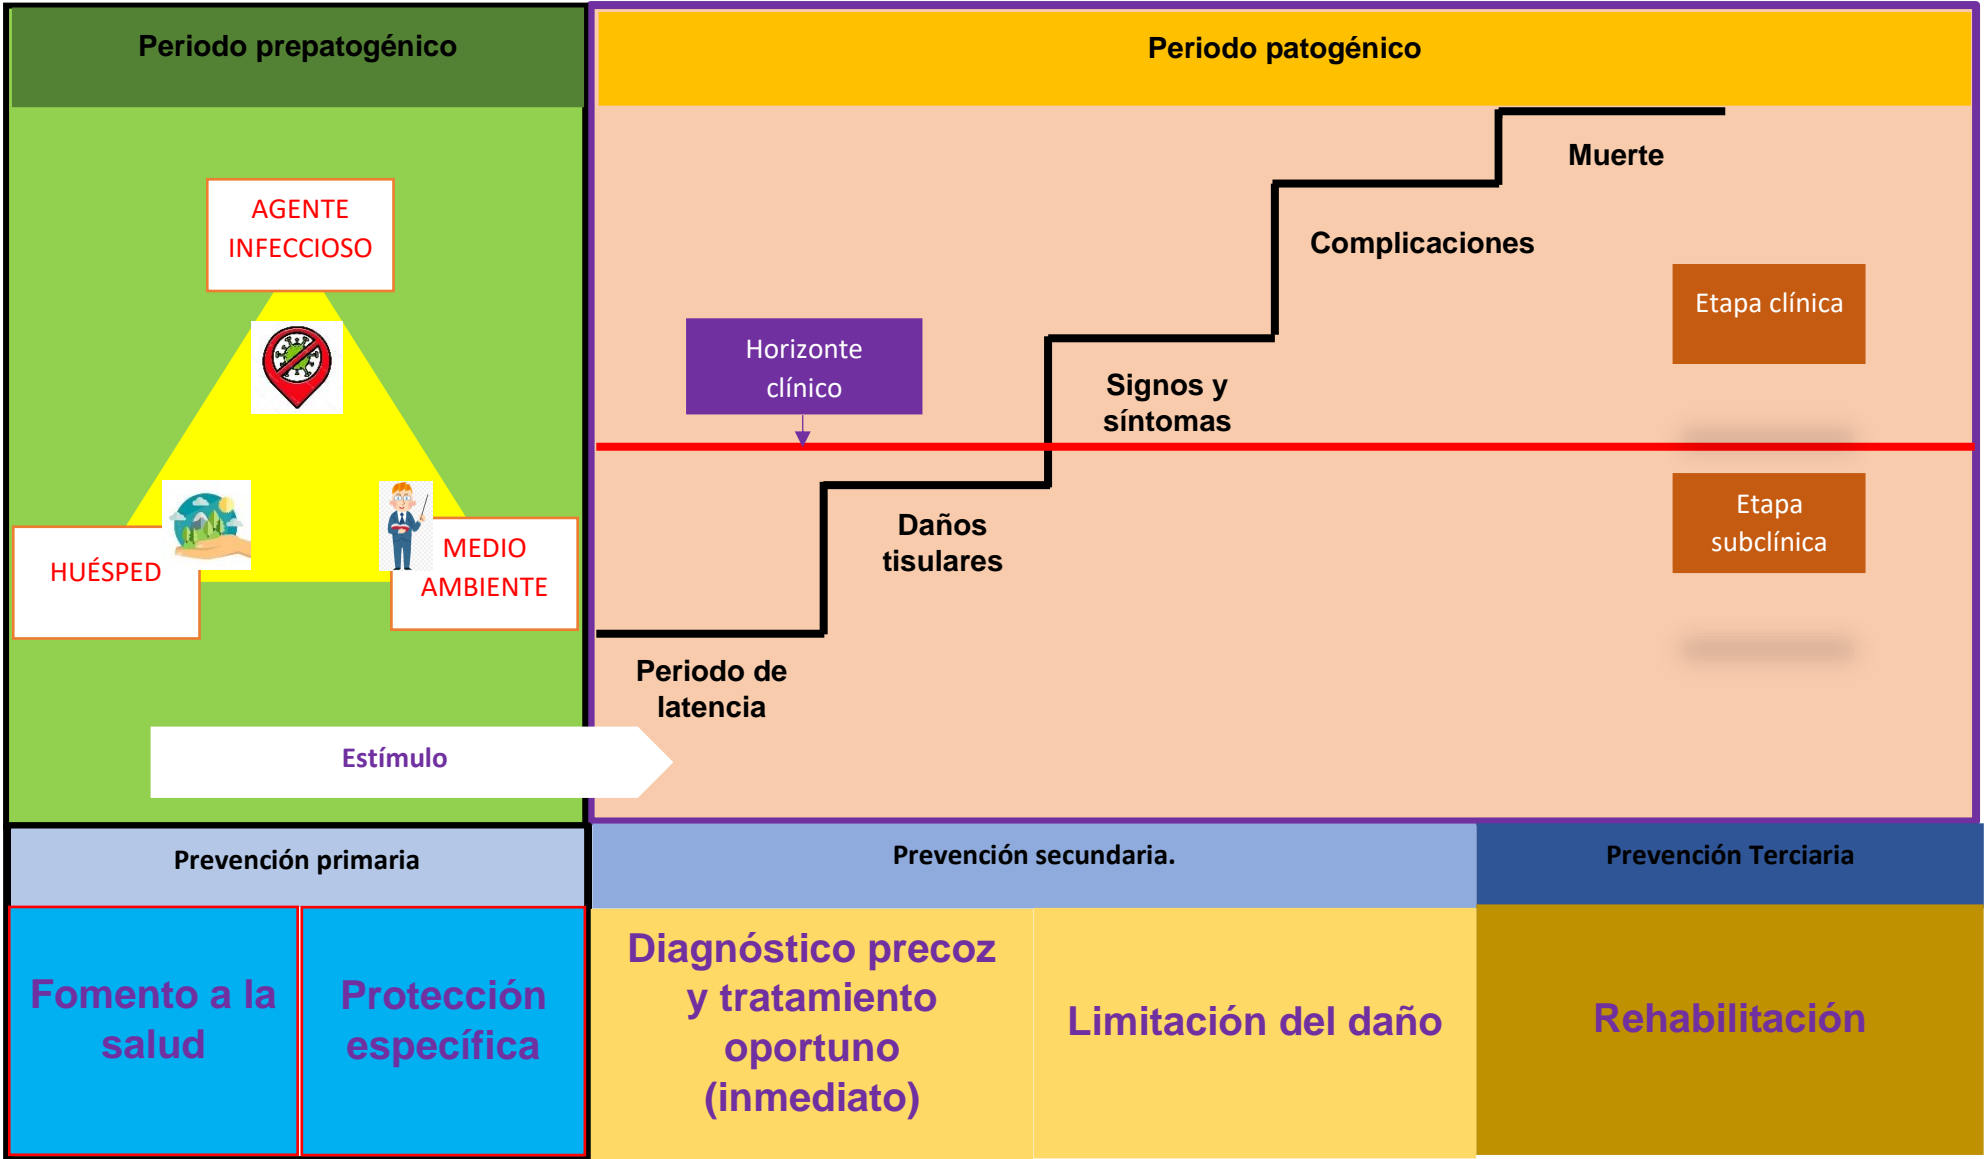 Periodo prepatogénico
Periodo patogénico
AGENTE
INFECCIOSO
HUÉSPED
MEDIO
AMBIENTE
Estímulo
Muerte
Complicaciones
Etapa clínica
Horizonte
clínico
Signos y
síntomas
Etapa
subclínica
Daños
tisulares
Periodo de
latencia
Prevención primaria
Prevención secundaria.
Prevención Terciaria
Fomento a la
salud
Protección
específica
Diagnóstico precoz
y tratamiento
oportuno
(inmediato)
Limitación del daño
Rehabilitación